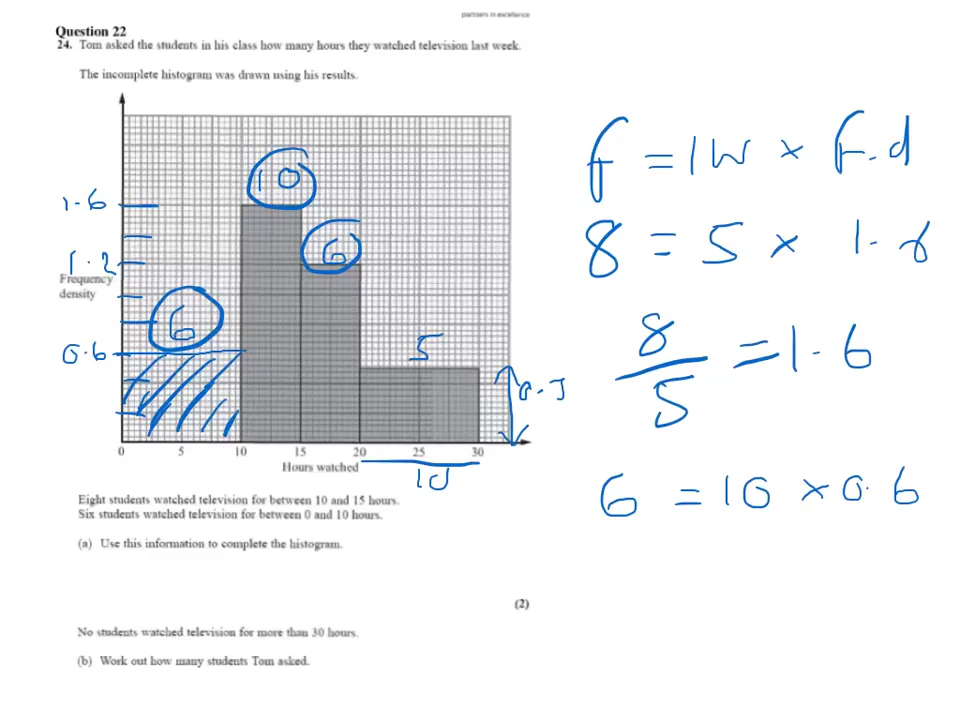 partners in excellence
Question 22
24. Tom asked the students in his class how many hours they watched television last week.
The incomplete histogram was drawn using his results.
f = IW × F.d
10
1.6
6
8 = 5 × 1.6
1.2
Frequency
density
6
8/5 = 1.6
0.6
5
0 5 10 15 20 25 30
Hours watched
10
6 = 10 × 0.6
Eight students watched television for between 10 and 15 hours.
Six students watched television for between 0 and 10 hours.
(a) Use this information to complete the histogram.
(2)
No students watched television for more than 30 hours.
(b) Work out how many students Tom asked.